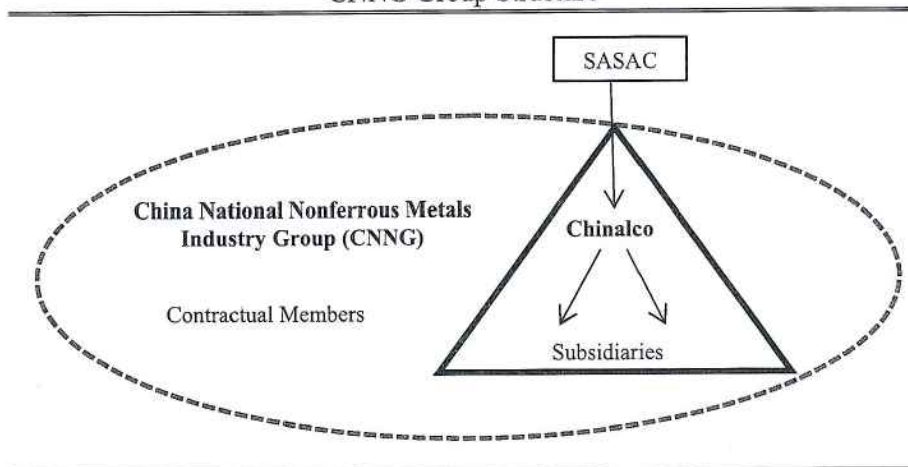 SASAC
China National Nonferrous Metals
Industry Group (CNNG)
Chinalco
Contractual Members
Subsidiaries